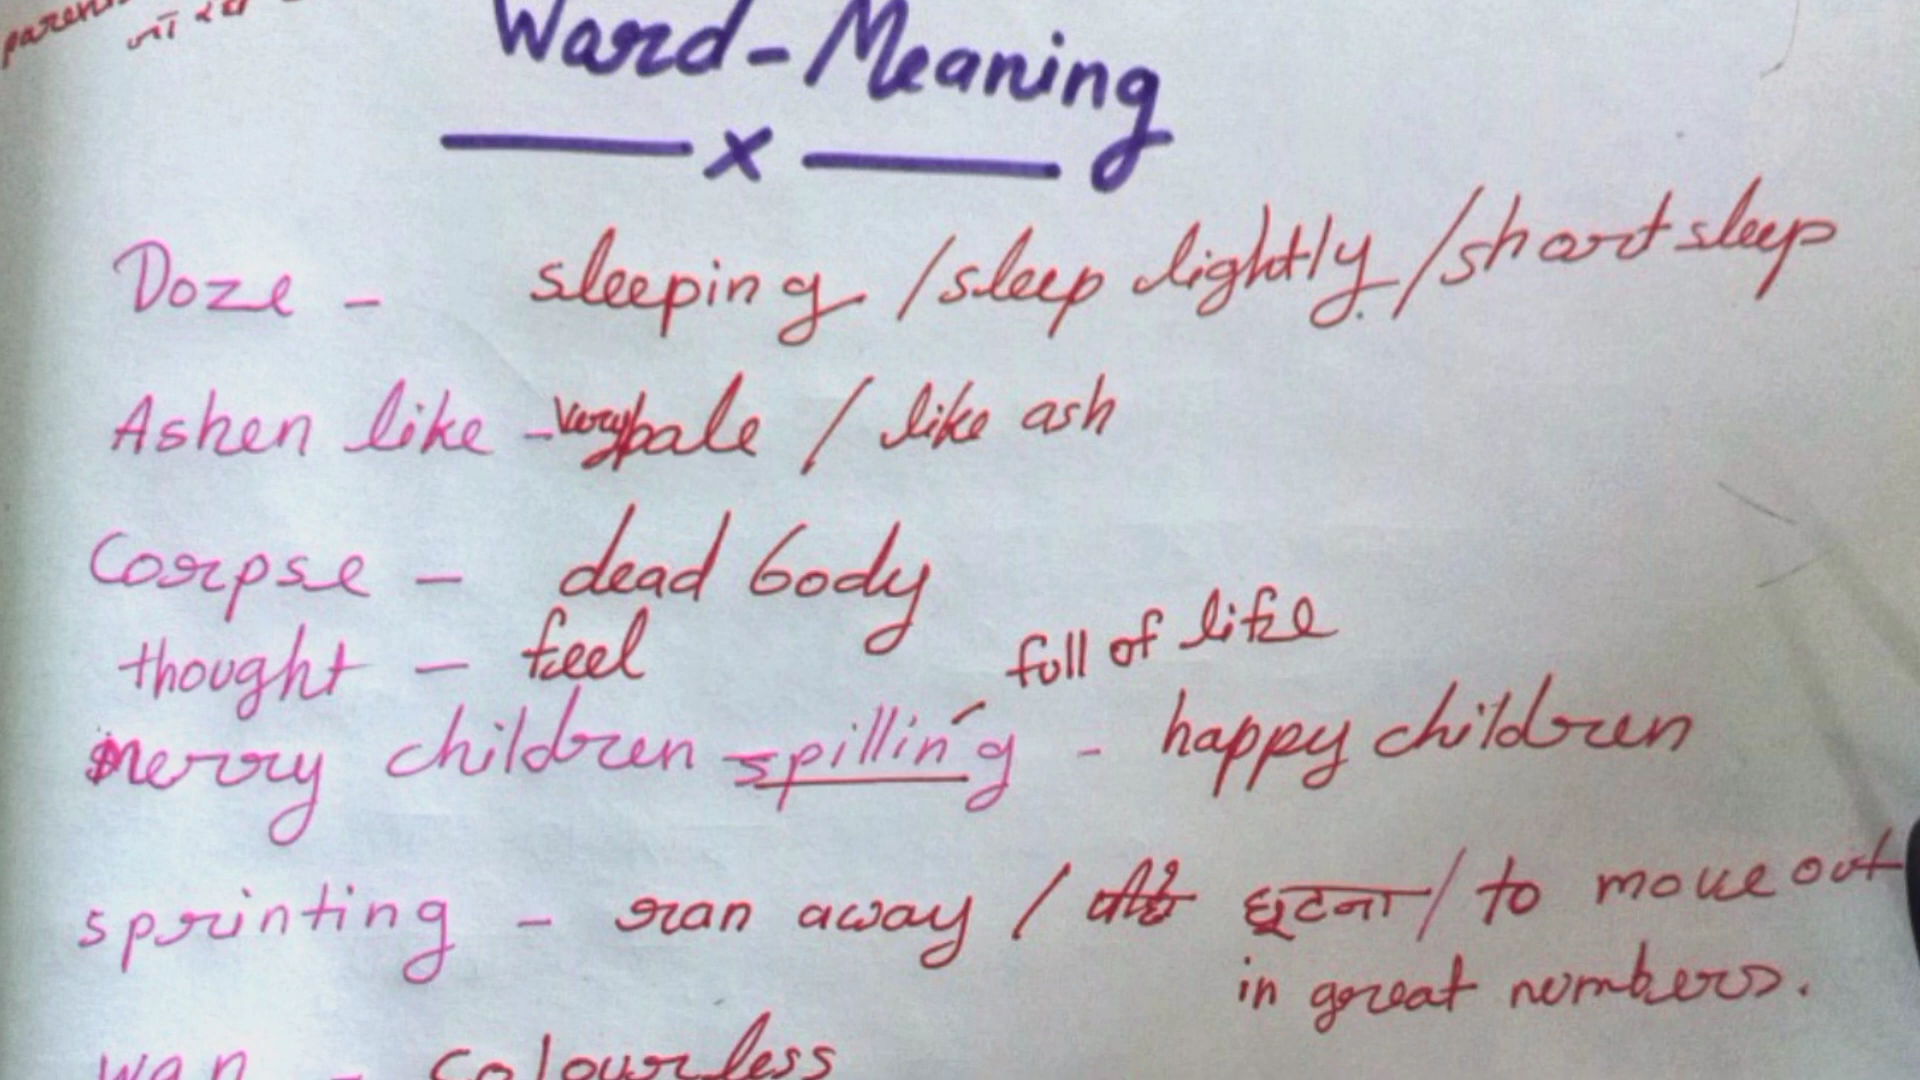 Word-Meaning
x
Doze - sleeping / sleep lightly / short sleep
Ashen like - very pale / like ash
Corpse - dead body
thought - feel
full of life
merry children spilling - happy children
sprinting - ran away / छूटना / to move out
in great numbers.
wan - colourless